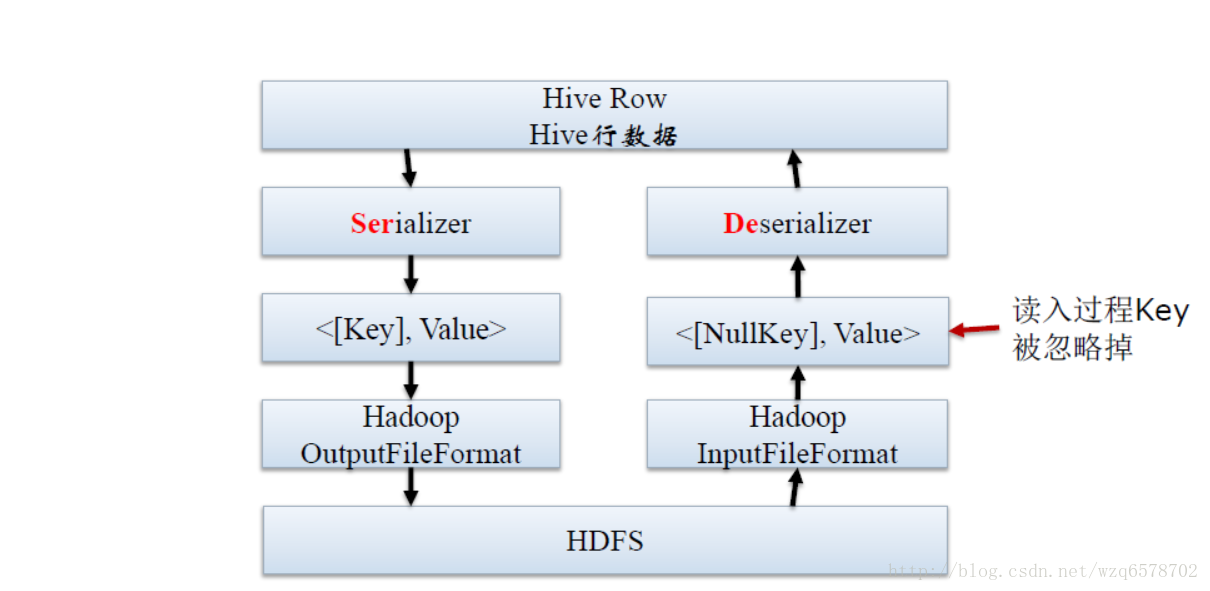 Hive Row
Hive行数据
Serializer
Deserializer
<[Key], Value>
<[NullKey], Value>
读入过程Key
被忽略掉
Hadoop
OutputFileFormat
Hadoop
InputFileFormat
HDFS
http://blog.csdn.net/wzq6578702